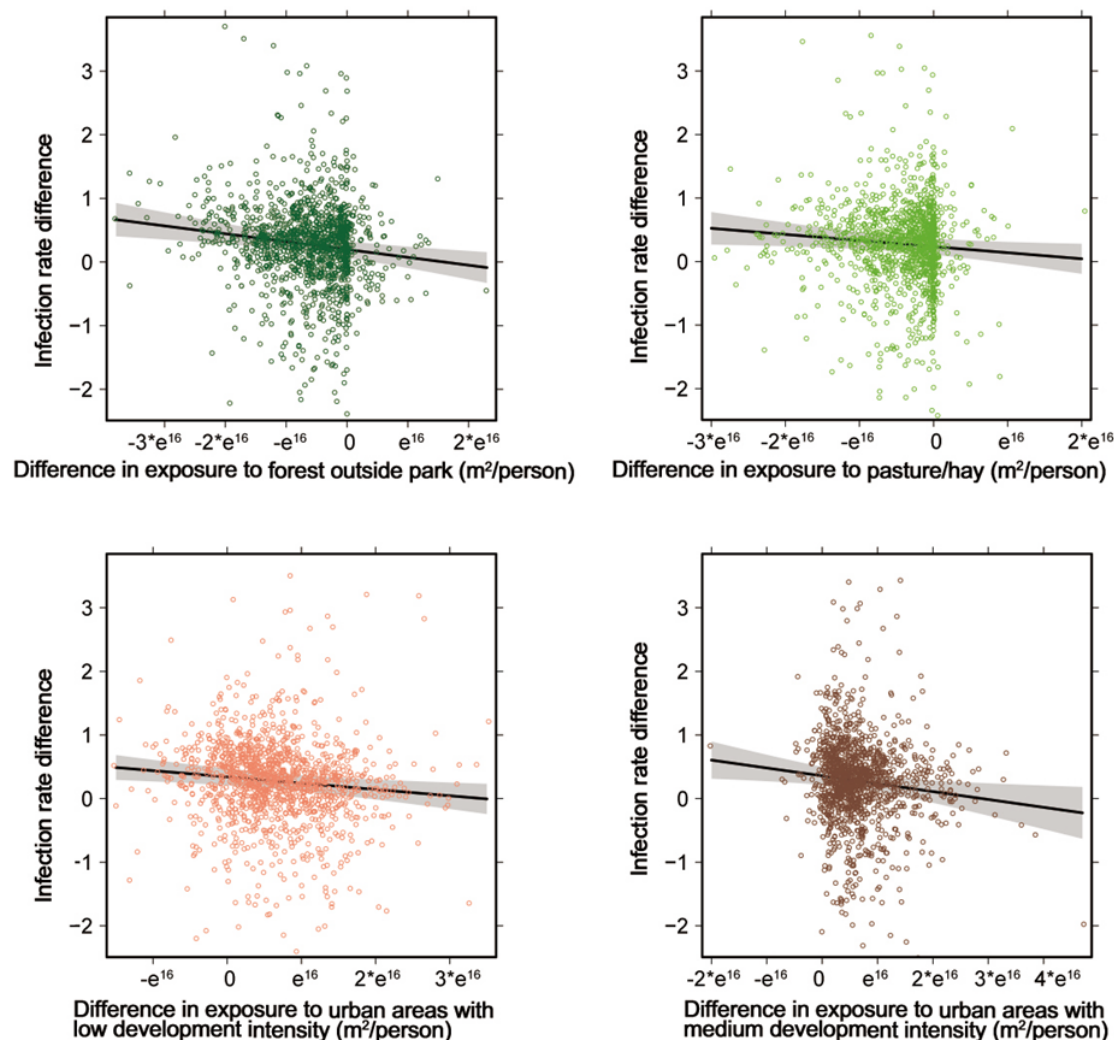 3
2
1
0
−1
−2
Infection rate difference
-3*e16 -2*e16 -e16 0 2*e16
Difference in exposure to forest outside park (m²/person)
3
2
1
0
−1
−2
Infection rate difference
-3*e16 -2*e16 -e16 0 e16 2*e16
Difference in exposure to pasture/hay (m²/person)
3
2
1
0
−1
−2
Infection rate difference
-e16 0 e16 2*e16 3*e16
Difference in exposure to urban areas with
low development intensity (m²/person)
3
2
1
0
−1
−2
Infection rate difference
-2*e16 0 e16 2*e16 3*e16 4*e16
Difference in exposure to urban areas with
medium development intensity (m²/person)